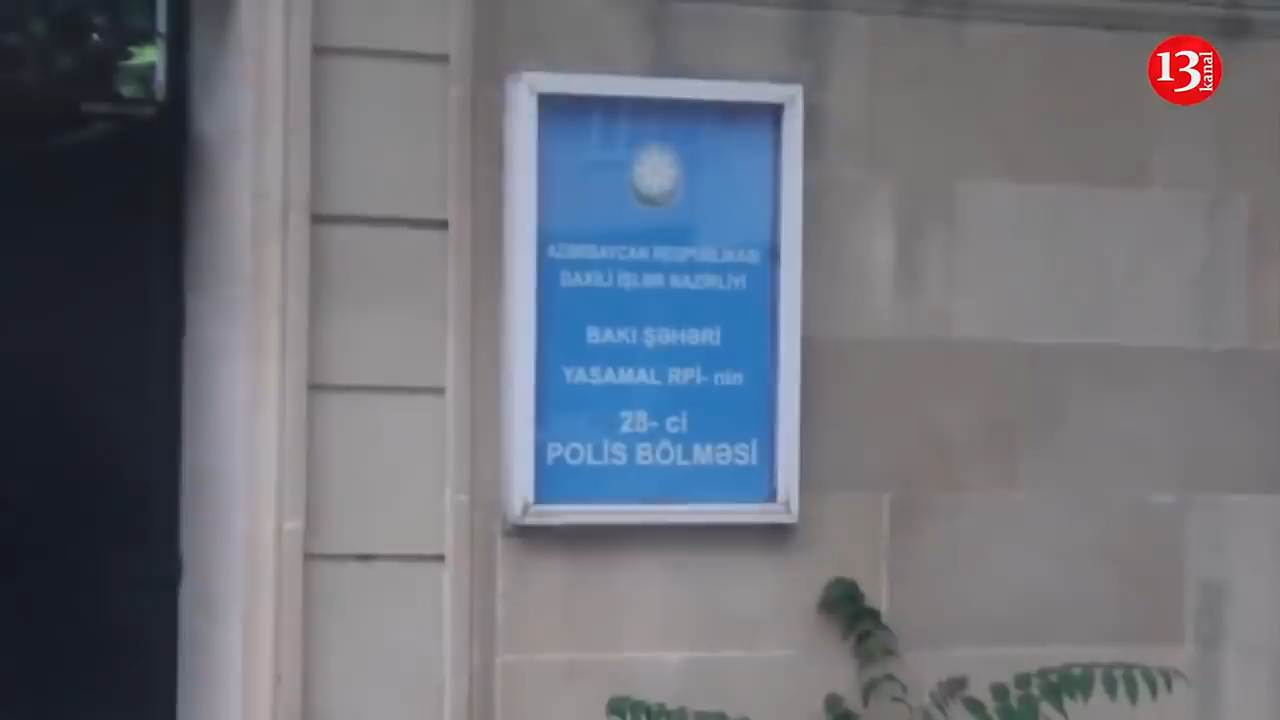 13
kanal
AZƏRBAYCAN RESPUBLİKASI
DAXİLİ İŞLƏR NAZİRLİYİ
BAKI ŞƏHƏRİ
YASAMAL RPİ- nin
28- ci
POLİS BÖLMƏSİ